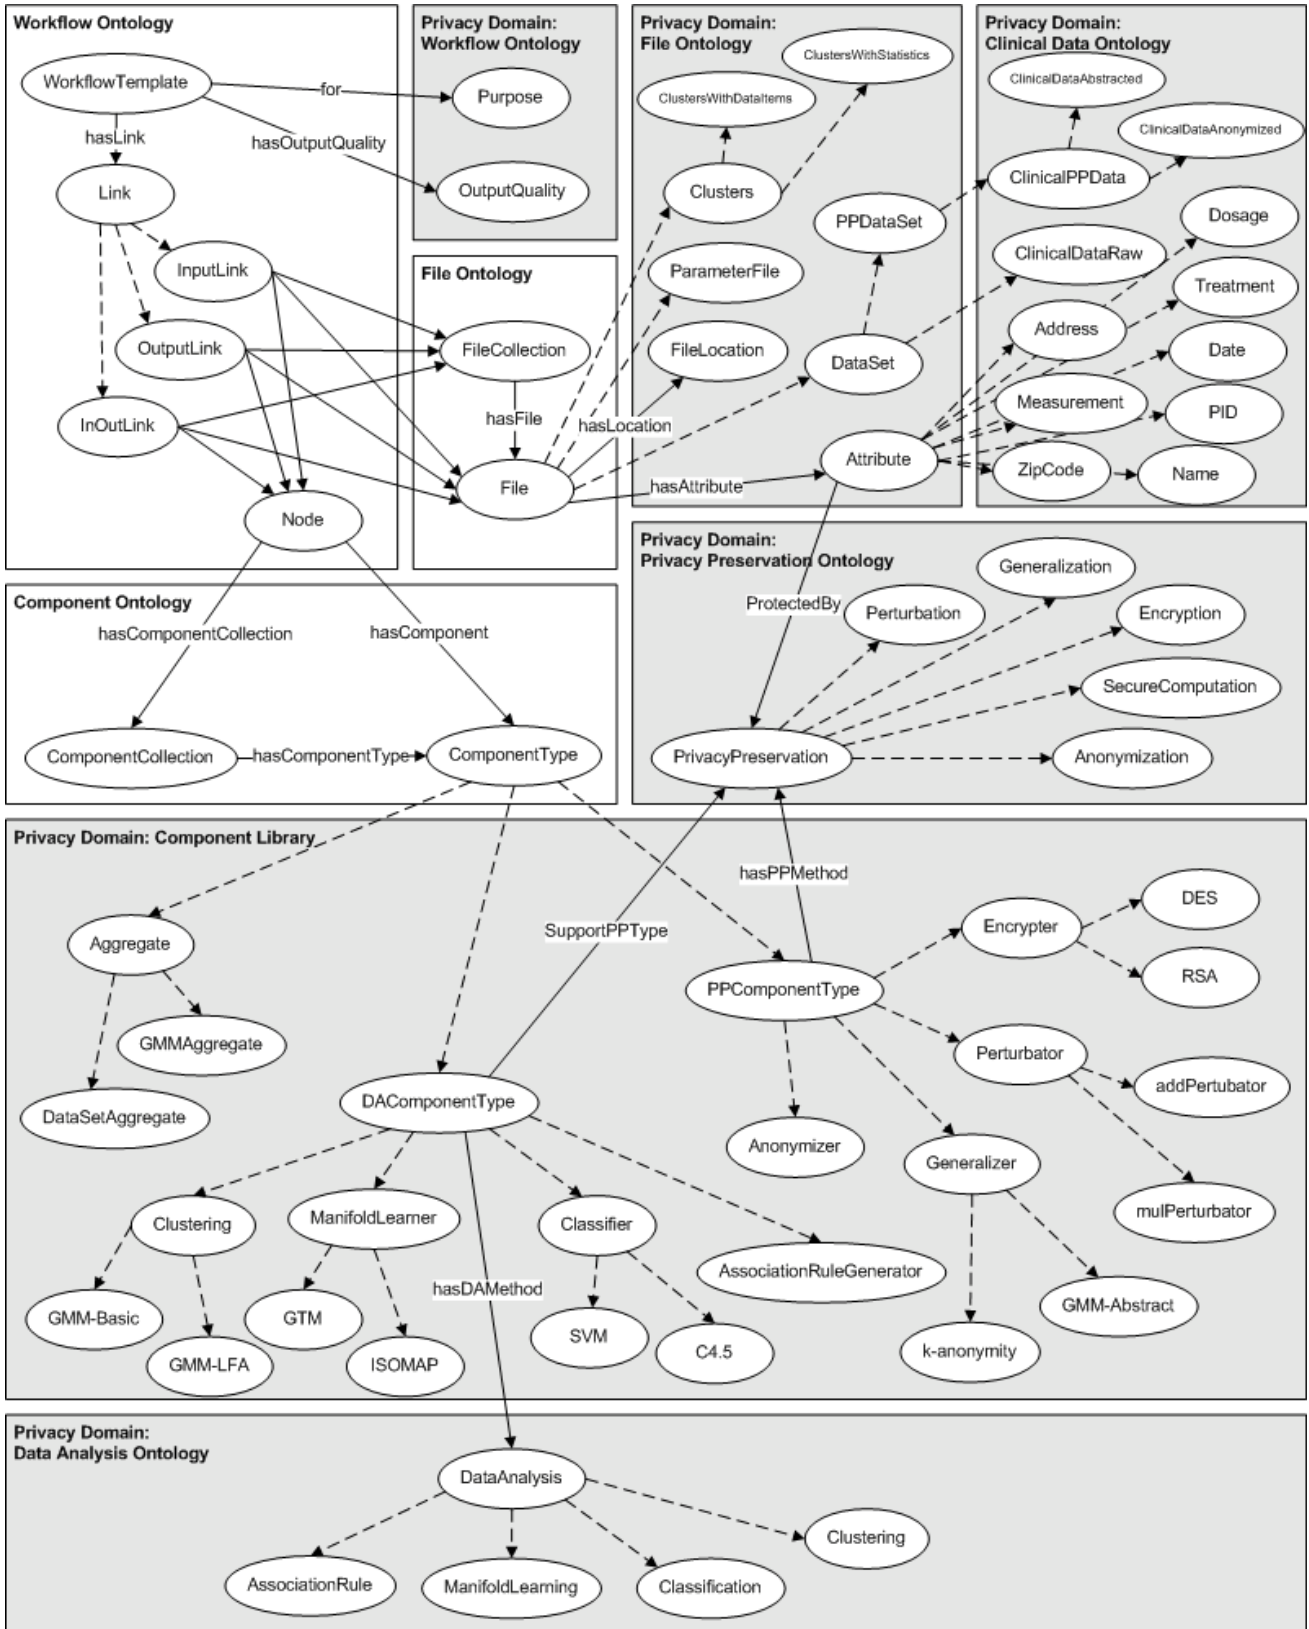 Workflow Ontology
WorkflowTemplate
for
hasLink
hasOutputQuality
Link
InputLink
OutputLink
InOutLink
Node
Privacy Domain:
Workflow Ontology
Purpose
OutputQuality
File Ontology
FileCollection
hasFile
File
hasLocation
hasAttribute
Privacy Domain:
File Ontology
ClustersWithStatistics
ClustersWithDataItems
Clusters
PPDataSet
ParameterFile
FileLocation
DataSet
Attribute
Privacy Domain:
Clinical Data Ontology
ClinicalDataAbstracted
ClinicalDataAnonymized
ClinicalPPData
Dosage
ClinicalDataRaw
Treatment
Address
Date
Measurement
PID
ZipCode
Name
Component Ontology
hasComponentCollection
hasComponent
ComponentCollection
hasComponentType
ComponentType
Privacy Domain:
Privacy Preservation Ontology
Generalization
ProtectedBy
Perturbation
Encryption
SecureComputation
PrivacyPreservation
Anonymization
Privacy Domain: Component Library
hasPPMethod
DES
Encrypter
SupportPPType
Aggregate
RSA
PPComponentType
GMMAggregate
Perturbator
addPertubator
DAComponentType
DataSetAggregate
Anonymizer
Generalizer
Clustering
ManifoldLearner
Classifier
mulPerturbator
AssociationRuleGenerator
hasDAMethod
GMM-Basic
GTM
GMM-Abstract
SVM
GMM-LFA
ISOMAP
C4.5
k-anonymity
Privacy Domain:
Data Analysis Ontology
DataAnalysis
Clustering
AssociationRule
ManifoldLearning
Classification